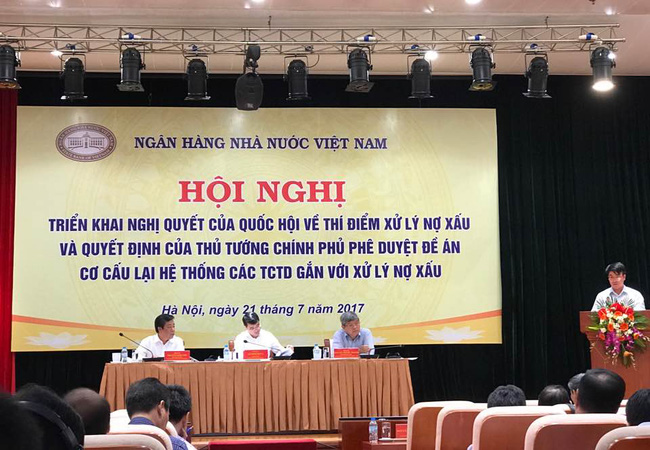 NGÂN HÀNG NHÀ NƯỚC VIỆT NAM
HỘI NGHỊ
TRIỂN KHAI NGHỊ QUYẾT CỦA QUỐC HỘI VỀ THÍ ĐIỂM XỬ LÝ NỢ XẤU
VÀ QUYẾT ĐỊNH CỦA THỦ TƯỚNG CHÍNH PHỦ PHÊ DUYỆT ĐỀ ÁN
CƠ CẤU LẠI HỆ THỐNG CÁC TCTD GẮN VỚI XỬ LÝ NỢ XẤU
Hà Nội, ngày 21 tháng 7 năm 2017